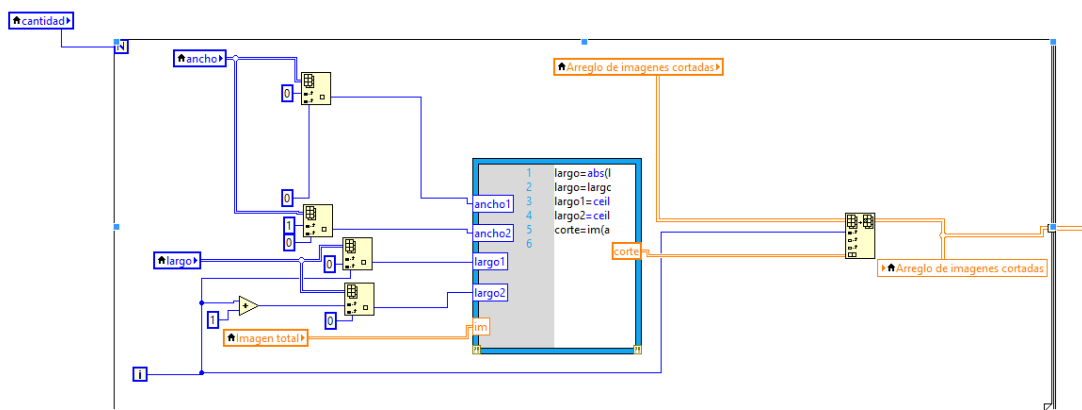 cantidad
N
ancho
Arreglo de imagenes cortadas
0
0
1 largo=abs(l
2 largo=largc
3 largo1=ceil
4 largo2=ceil
5 corte=im(a
6
ancho1
1
0
ancho2
largo
0
largo1
corte
Arreglo de imagenes cortadas
largo2
+
1
0
im
Imagen total
i